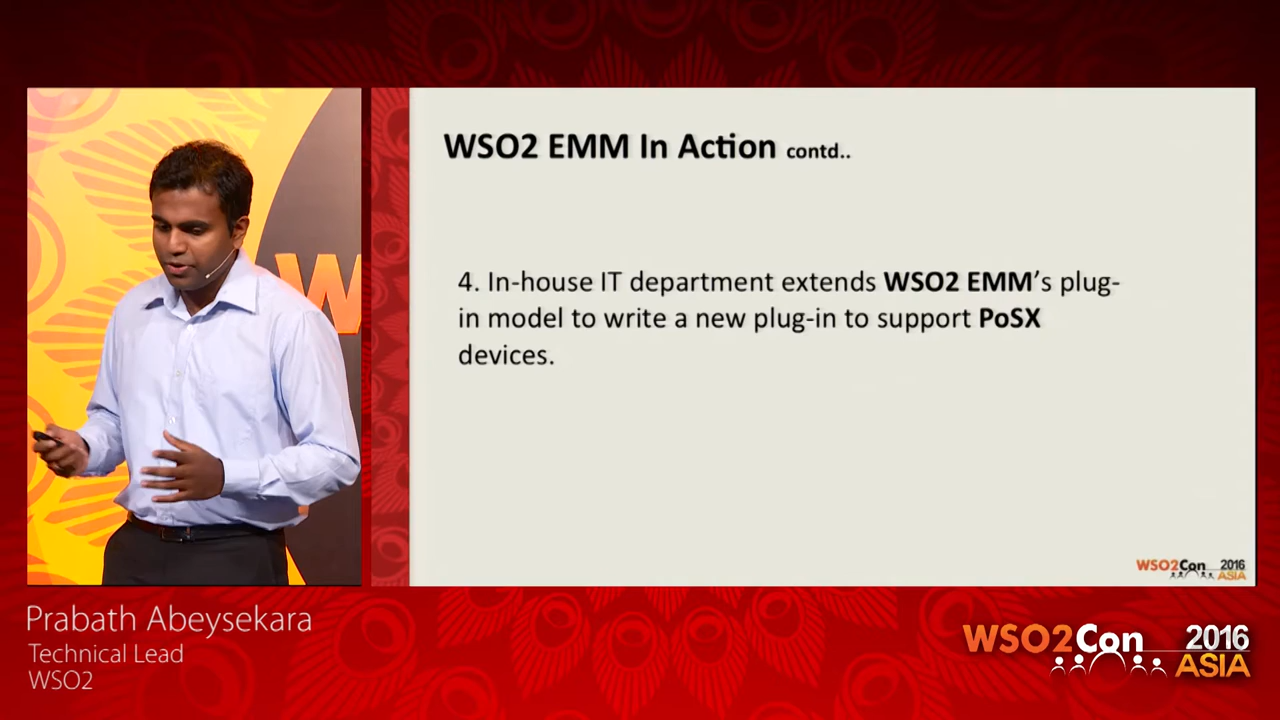 WSO2 EMM In Action contd..
4. In-house IT department extends WSO2 EMM's plug-
in model to write a new plug-in to support PoSX
devices.
WSO2Con 2016
ASIA
W
Prabath Abeysekara
Technical Lead
WSO2
WSO2Con 2016
ASIA